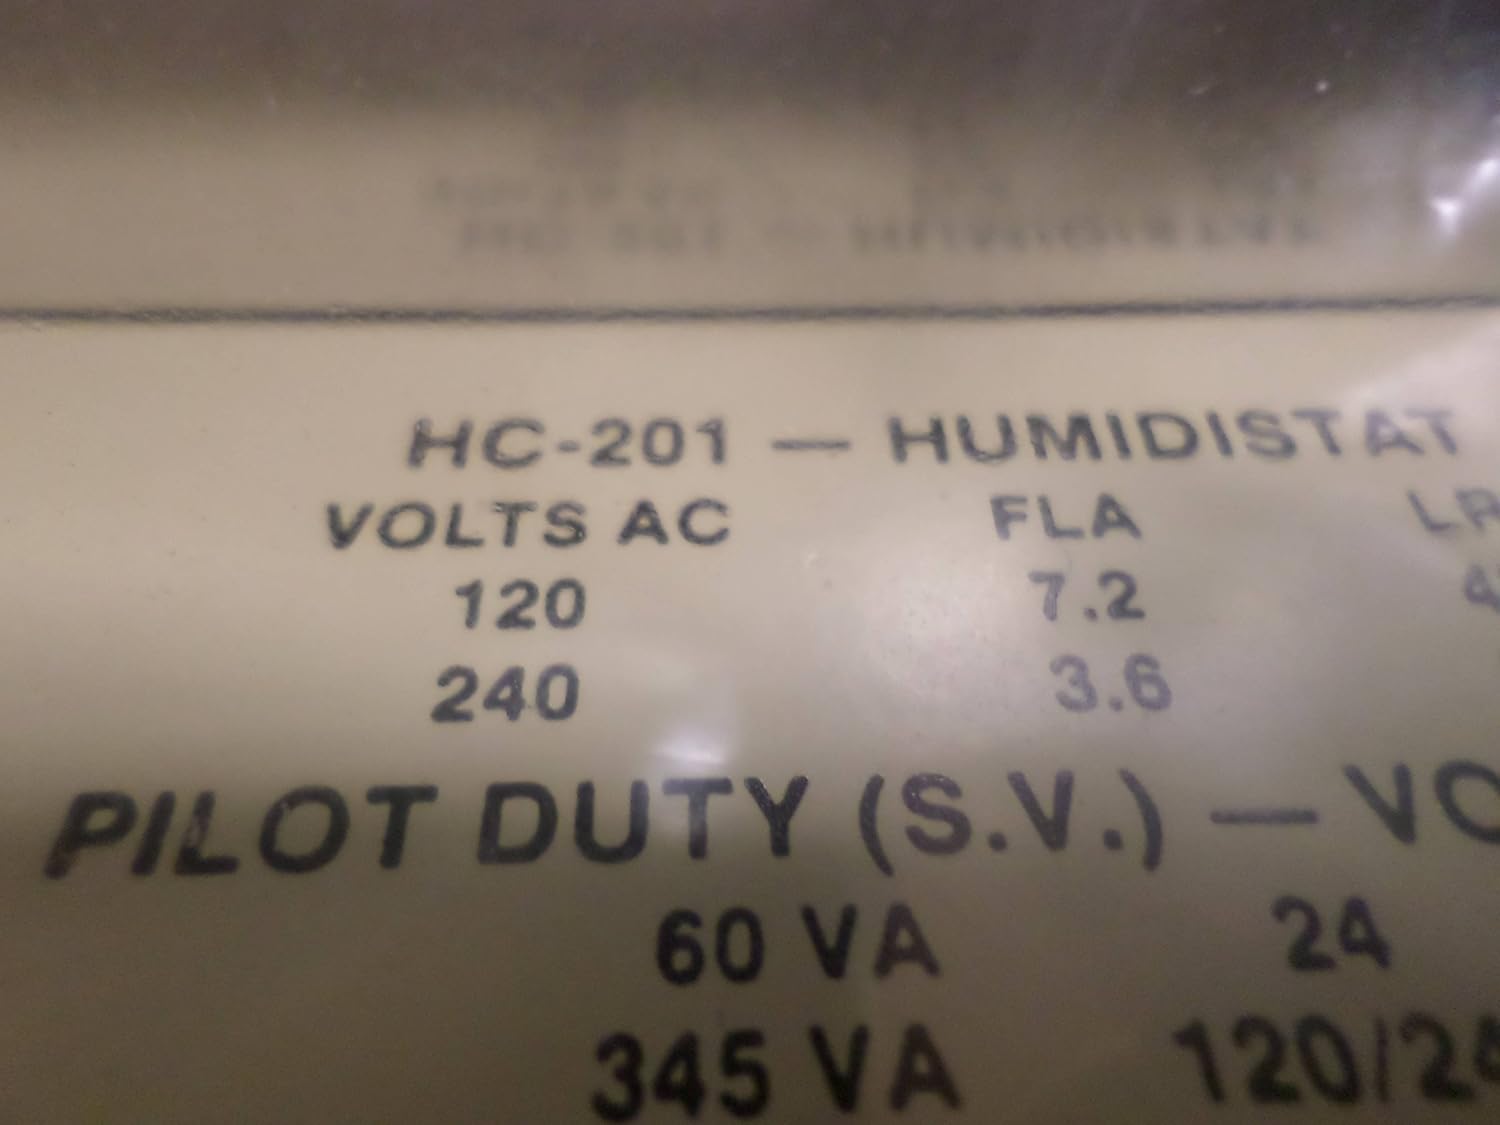 HC-201 — HUMIDISTAT
VOLTS AC FLA
120 7.2
240 3.6
PILOT DUTY (S.V.) —
60 VA 24
345 VA